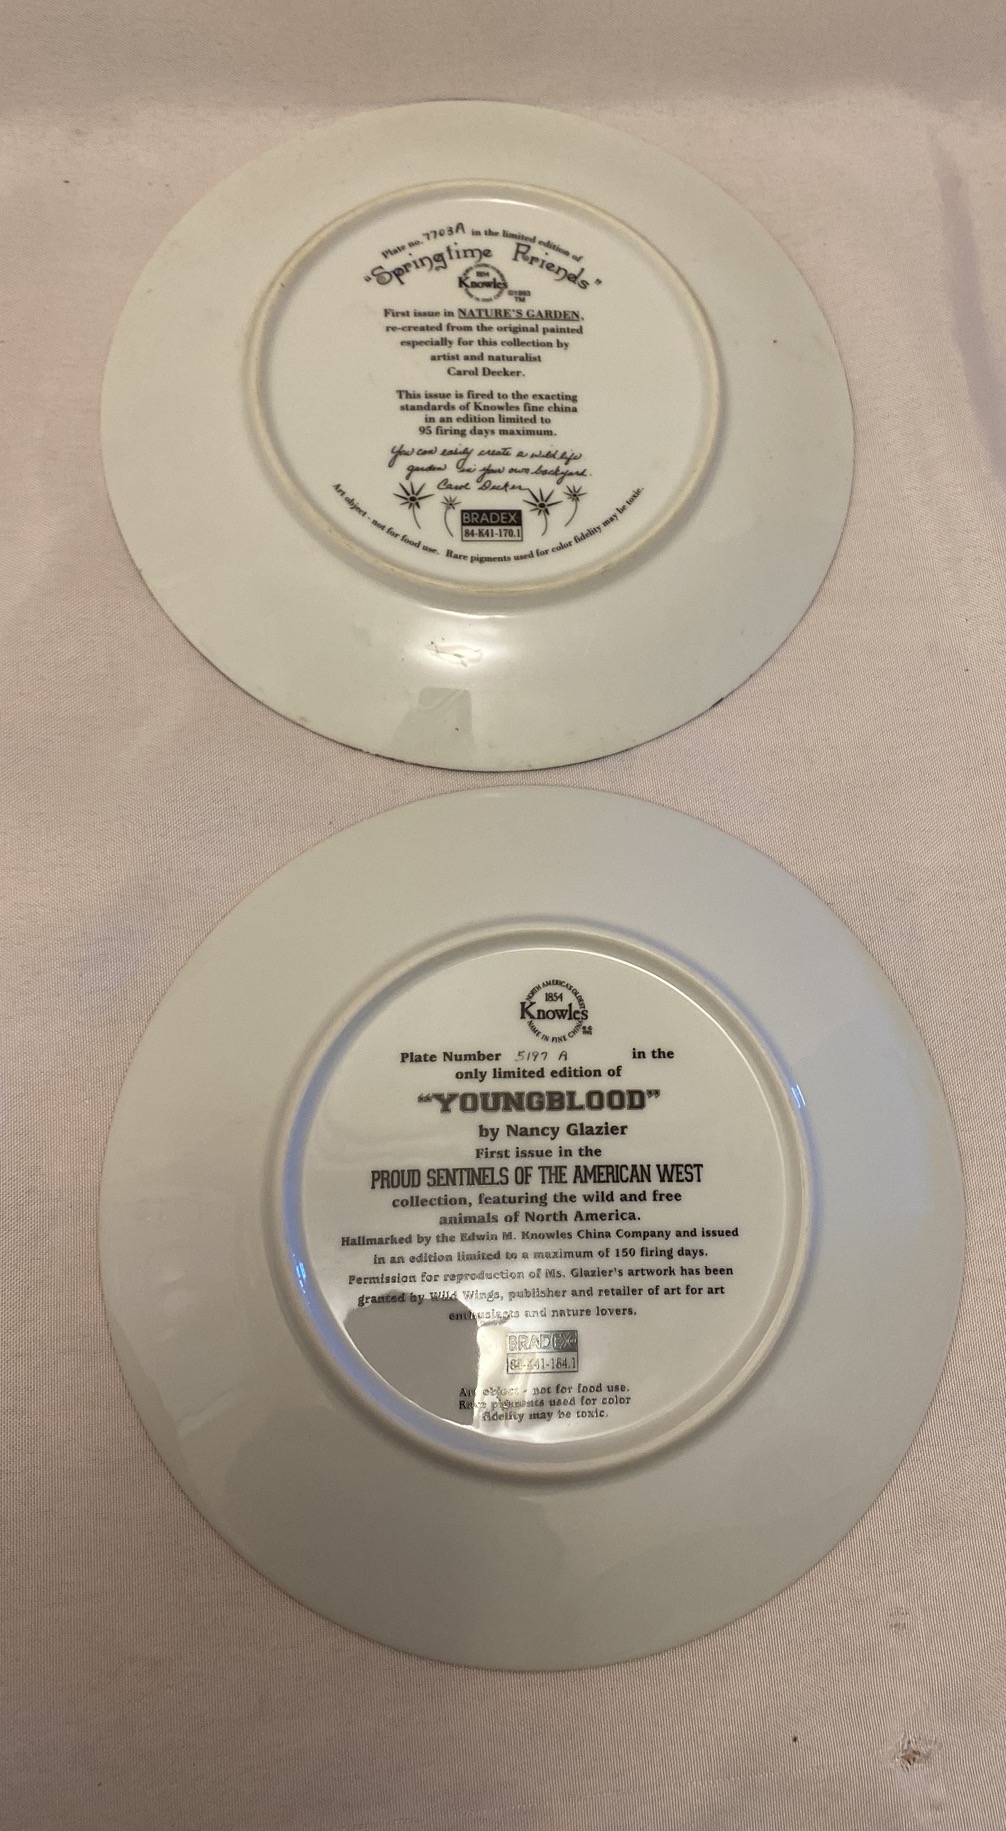 Plate no. 7703A in the limited edition of
"Springtime Friends"
1854
Knowles
©1993
TM
First issue in NATURE'S GARDEN,
re-created from the original painted
especially for this collection by
artist and naturalist
Carol Decker.
This issue is fired to the exacting
standards of Knowles fine china
in an edition limited to
95 firing days maximum.
You can easily create a wildlife
garden in your own backyard.
Carol Decker
BRADEX
84-K41-170.1
Art object - not for food use. Rare pigments used for color fidelity may be toxic.
NORTH AMERICA'S OLDEST
1854
Knowles
NAME IN FINE CHINA
Plate Number 5197 A in the
only limited edition of
"YOUNGBLOOD"
by Nancy Glazier
First issue in the
PROUD SENTINELS OF THE AMERICAN WEST
collection, featuring the wild and free
animals of North America.
Hallmarked by the Edwin M. Knowles China Company and issued
in an edition limited to a maximum of 150 firing days.
Permission for reproduction of Ms. Glazier's artwork has been
granted by Wild Wings, publisher and retailer of art for art
enthusiasts and nature lovers.
BRADEX
84-K41-184.1
Art object - not for food use.
Rare pigments used for color
fidelity may be toxic.